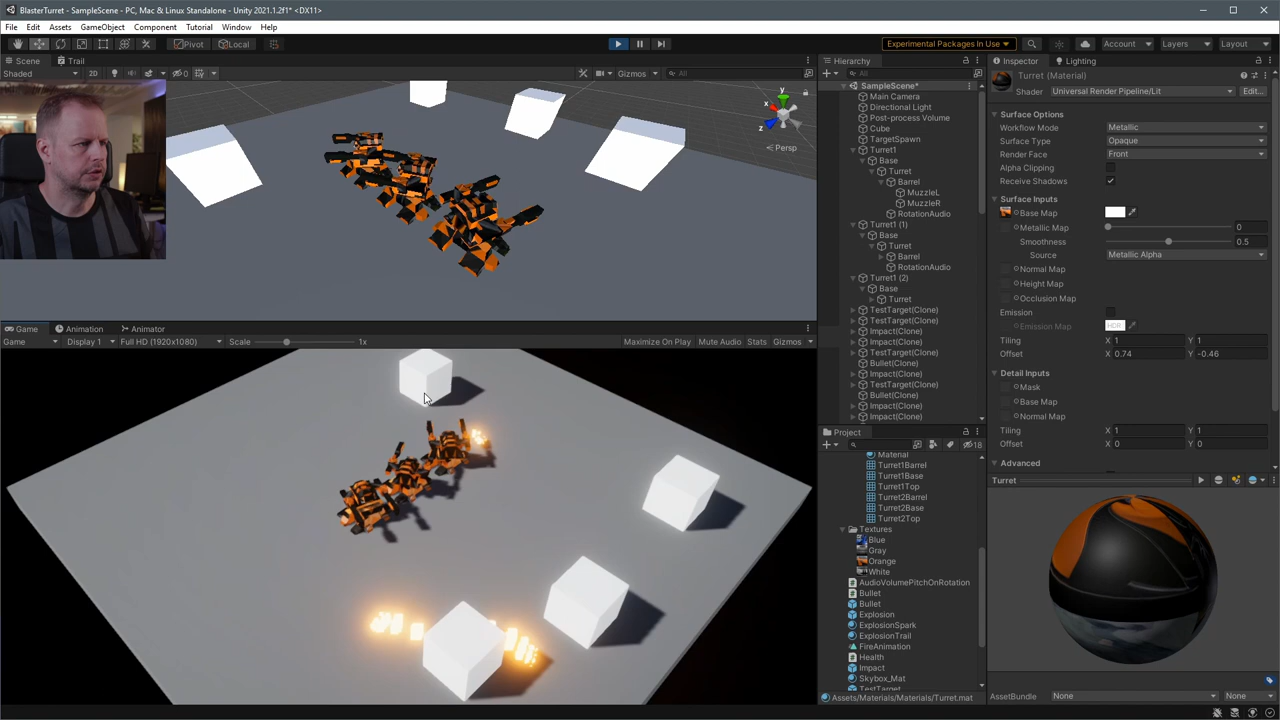 BlasterTurret - SampleScene - PC, Mac & Linux Standalone - Unity 2021.1.2f1* <DX11>
File Edit Assets GameObject Component Tutorial Window Help
Pivot Local Experimental Packages In Use Account Layers Layout
Scene Trail
Shaded 2D 0 Gizmos All
y
x
z
Persp
Game Animation Animator
Game Display 1 Full HD (1920x1080) Scale 1x Maximize On Play Mute Audio Stats Gizmos
Hierarchy
All
SampleScene*
Main Camera
Directional Light
Post-process Volume
Cube
TargetSpawn
Turret1
Base
Turret
Barrel
MuzzleL
MuzzleR
RotationAudio
Turret1 (1)
Base
Turret
Barrel
RotationAudio
Turret1 (2)
Base
Turret
TestTarget(Clone)
TestTarget(Clone)
Impact(Clone)
Impact(Clone)
TestTarget(Clone)
Bullet(Clone)
Impact(Clone)
TestTarget(Clone)
Bullet(Clone)
Impact(Clone)
Impact(Clone)
Project
18
Material
Turret1Barrel
Turret1Base
Turret1Top
Turret2Barrel
Turret2Base
Turret2Top
Textures
Blue
Gray
Orange
White
AudioVolumePitchOnRotation
Bullet
Bullet
Explosion
ExplosionSpark
ExplosionTrail
FireAnimation
Health
Impact
Skybox_Mat
TestTarget
Assets/Materials/Materials/Turret.mat
Inspector Lighting
Turret (Material)
Shader Universal Render Pipeline/Lit Edit...
Surface Options
Workflow Mode Metallic
Surface Type Opaque
Render Face Front
Alpha Clipping
Receive Shadows
Surface Inputs
Base Map
Metallic Map 0
Smoothness 0.5
Source Metallic Alpha
Normal Map
Height Map
Occlusion Map
Emission
Emission Map HDR
Tiling X 1 Y 1
Offset X 0.74 Y -0.46
Detail Inputs
Mask
Base Map
Normal Map
Tiling X 1 Y 1
Offset X 0 Y 0
Advanced
Turret
AssetBundle None None